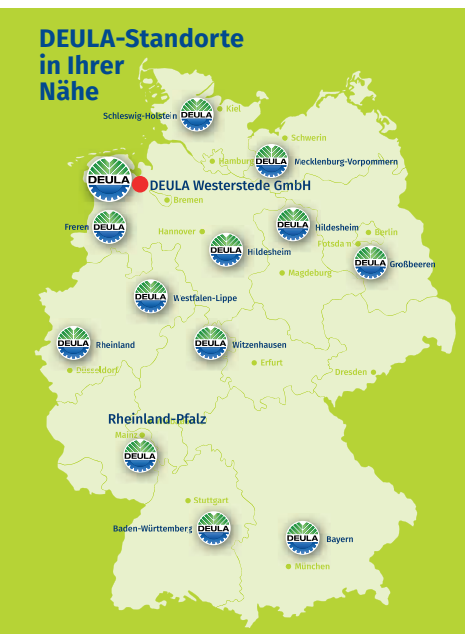 DEULA-Standorte
in Ihrer
Nähe
Kiel
Schleswig-Holstein
DEULA
Schwerin
Hamburg
DEULA
Mecklenburg-Vorpommern
DEULA
DEULA Westerstede GmbH
Bremen
Freren
DEULA
Hannover
DEULA
Hildesheim
DEULA
Hildesheim
Berlin
Potsdam
DEULA
Großbeeren
Magdeburg
DEULA
Westfalen-Lippe
DEULA
Rheinland
DEULA
Witzenhausen
Erfurt
Düsseldorf
Dresden
Rheinland-Pfalz
Mainz
DEULA
Stuttgart
Baden-Württemberg
DEULA
DEULA
Bayern
München